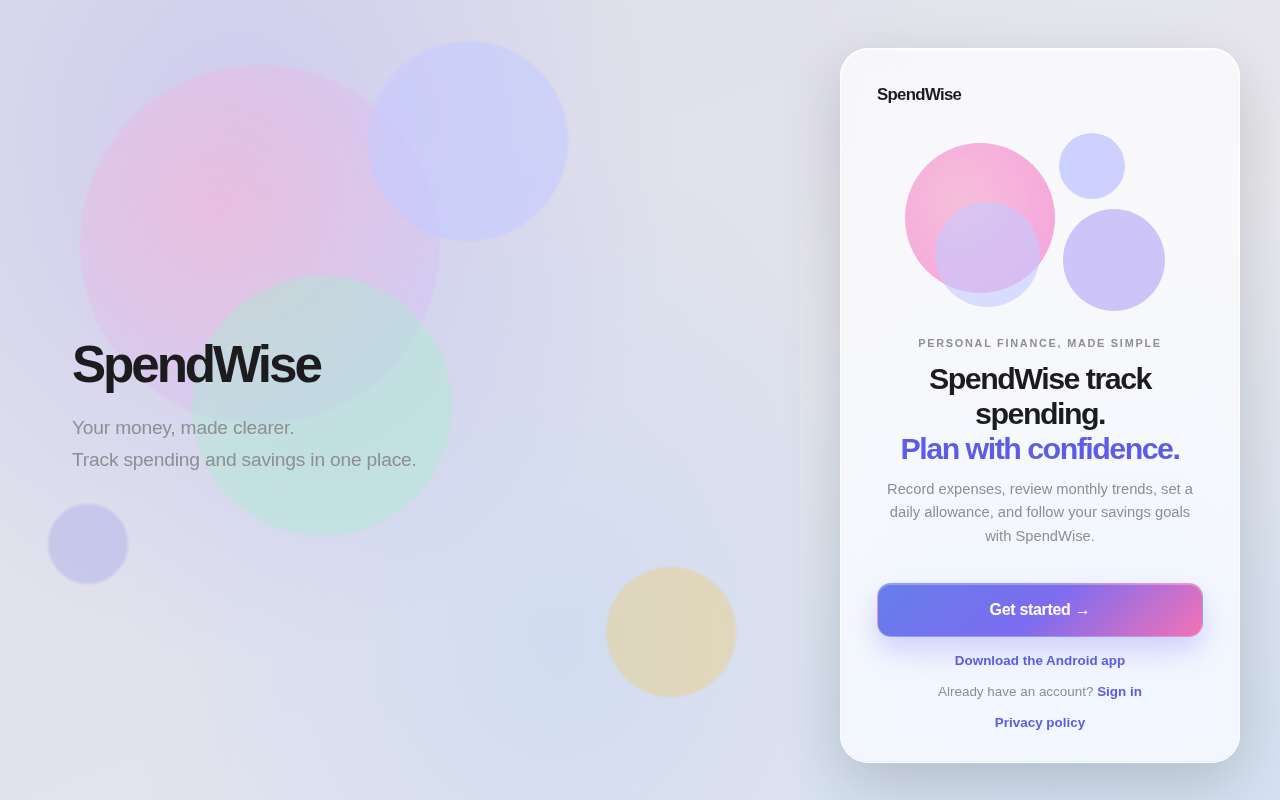 SpendWise
Your money, made clearer.
Track spending and savings in one place.
SpendWise
PERSONAL FINANCE, MADE SIMPLE
SpendWise track
spending.
Plan with confidence.
Record expenses, review monthly trends, set a
daily allowance, and follow your savings goals
with SpendWise.
Get started →
Download the Android app
Already have an account? Sign in
Privacy policy